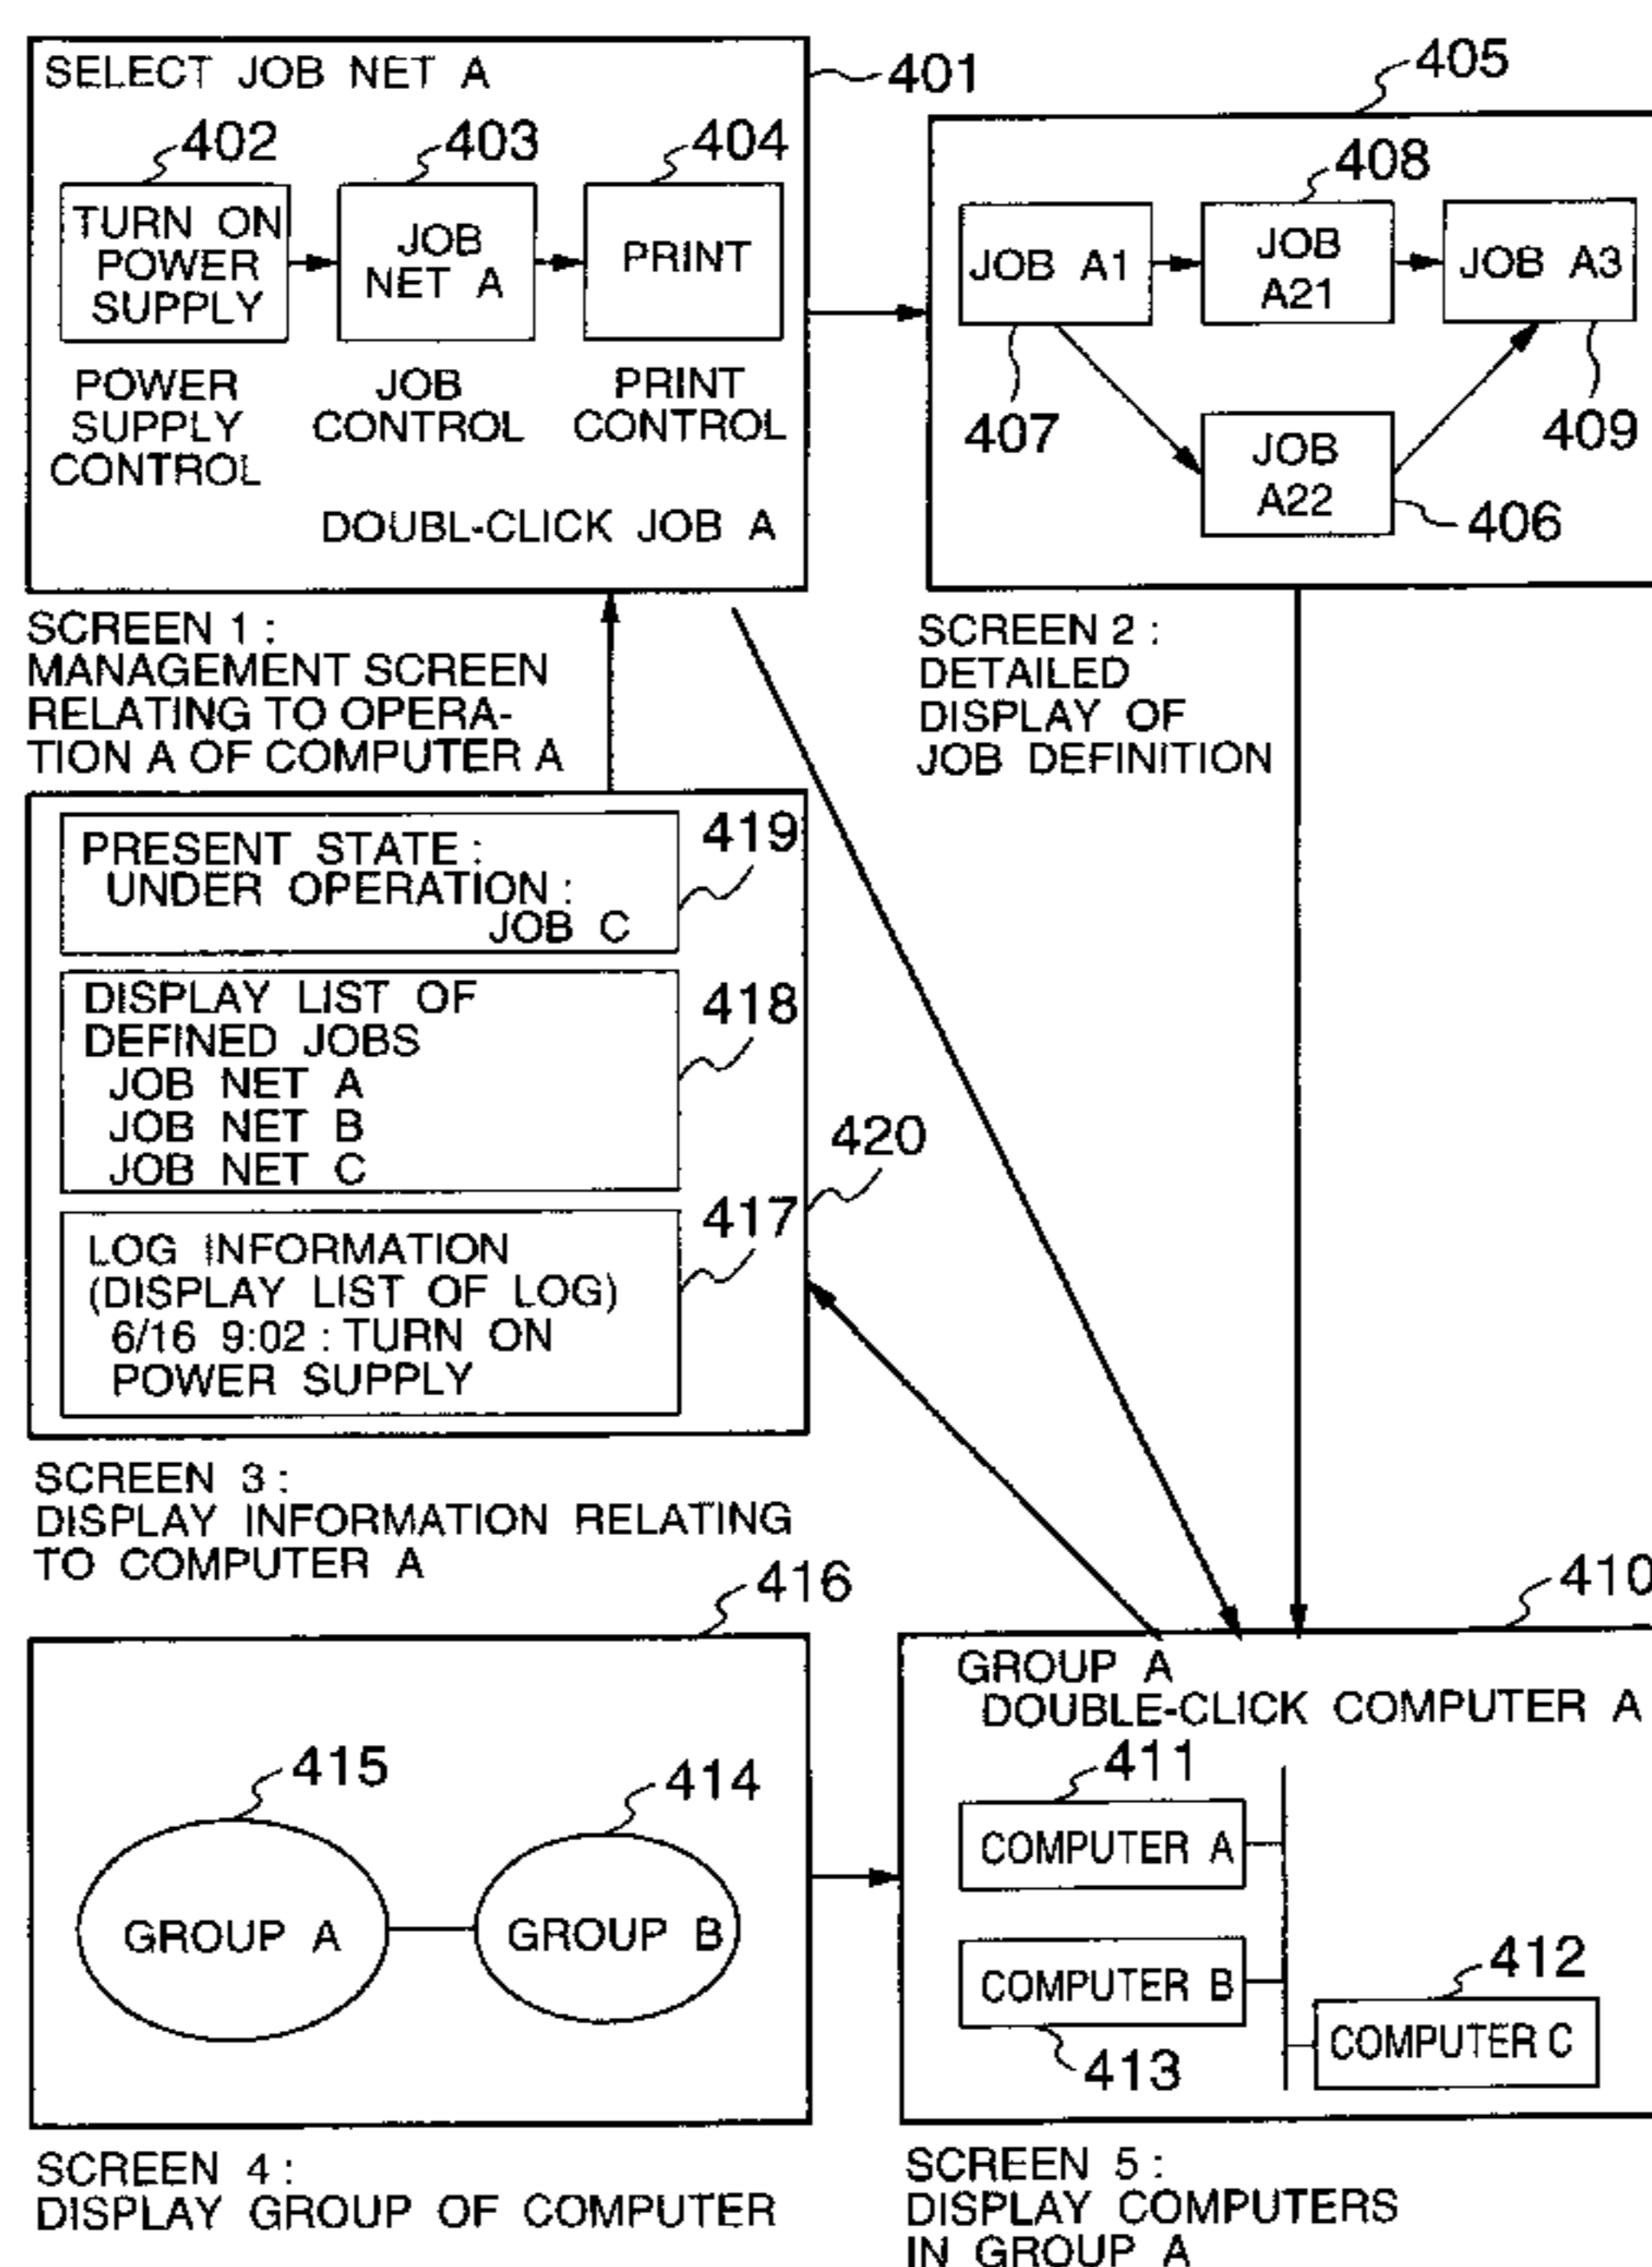 SELECT JOB NET A
401
402
403
404
TURN ON
POWER
SUPPLY
JOB
NET A
PRINT
POWER
SUPPLY
CONTROL
JOB
CONTROL
PRINT
CONTROL
DOUBL-CLICK JOB A
SCREEN 1 :
MANAGEMENT SCREEN
RELATING TO OPERA-
TION A OF COMPUTER A
405
408
JOB A1
JOB
A21
JOB A3
407
409
JOB
A22
406
SCREEN 2 :
DETAILED
DISPLAY OF
JOB DEFINITION
PRESENT STATE :
UNDER OPERATION :
JOB C
419
DISPLAY LIST OF
DEFINED JOBS
JOB NET A
JOB NET B
JOB NET C
418
420
LOG INFORMATION
(DISPLAY LIST OF LOG)
6/16 9:02 : TURN ON
POWER SUPPLY
417
SCREEN 3 :
DISPLAY INFORMATION RELATING
TO COMPUTER A
416
415
414
GROUP A
GROUP B
SCREEN 4 :
DISPLAY GROUP OF COMPUTER
410
GROUP A
DOUBLE-CLICK COMPUTER A
411
COMPUTER A
COMPUTER B
413
412
COMPUTER C
SCREEN 5 :
DISPLAY COMPUTERS
IN GROUP A